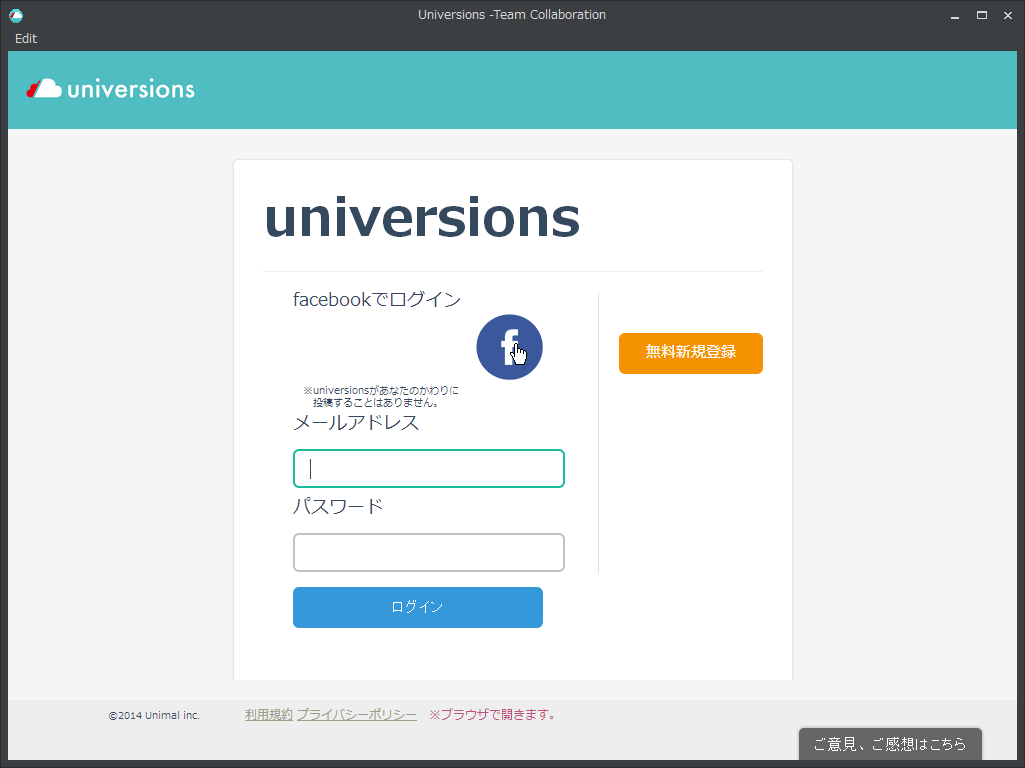 Universions -Team Collaboration
Edit
universions
universions
facebookでログイン
f
無料新規登録
※universionsがあなたのかわりに
投稿することはありません。
メールアドレス
パスワード
ログイン
©2014 Unimal inc.
利用規約 プライバシーポリシー ※ブラウザで開きます。
ご意見、ご感想はこちら